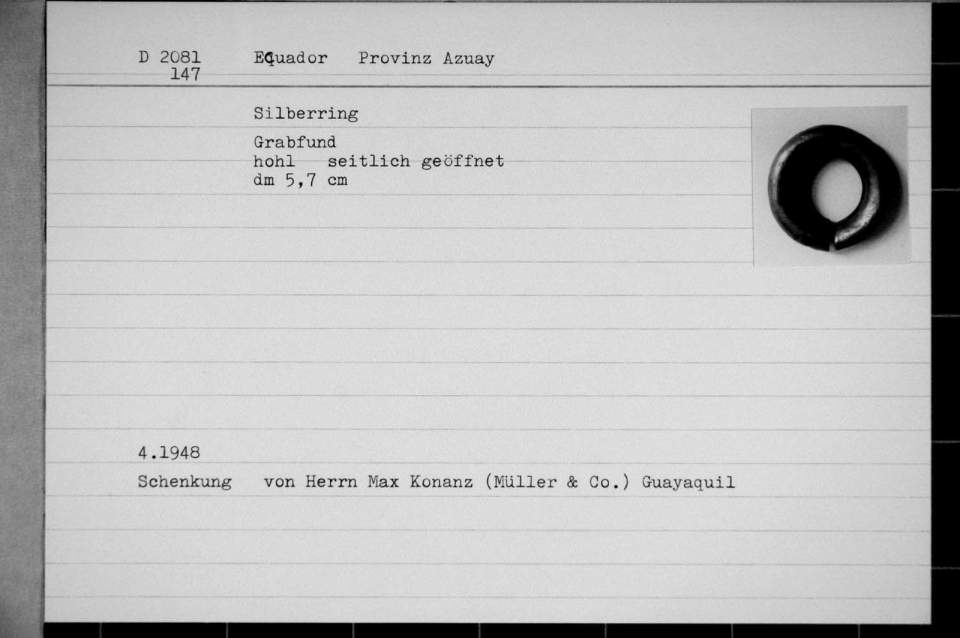 D 2081 Ecuador Provinz Azuay
147
Silberring
Grabfund
hohl seitlich geöffnet
dm 5,7 cm
4.1948
Schenkung von Herrn Max Konanz (Müller & Co.) Guayaquil